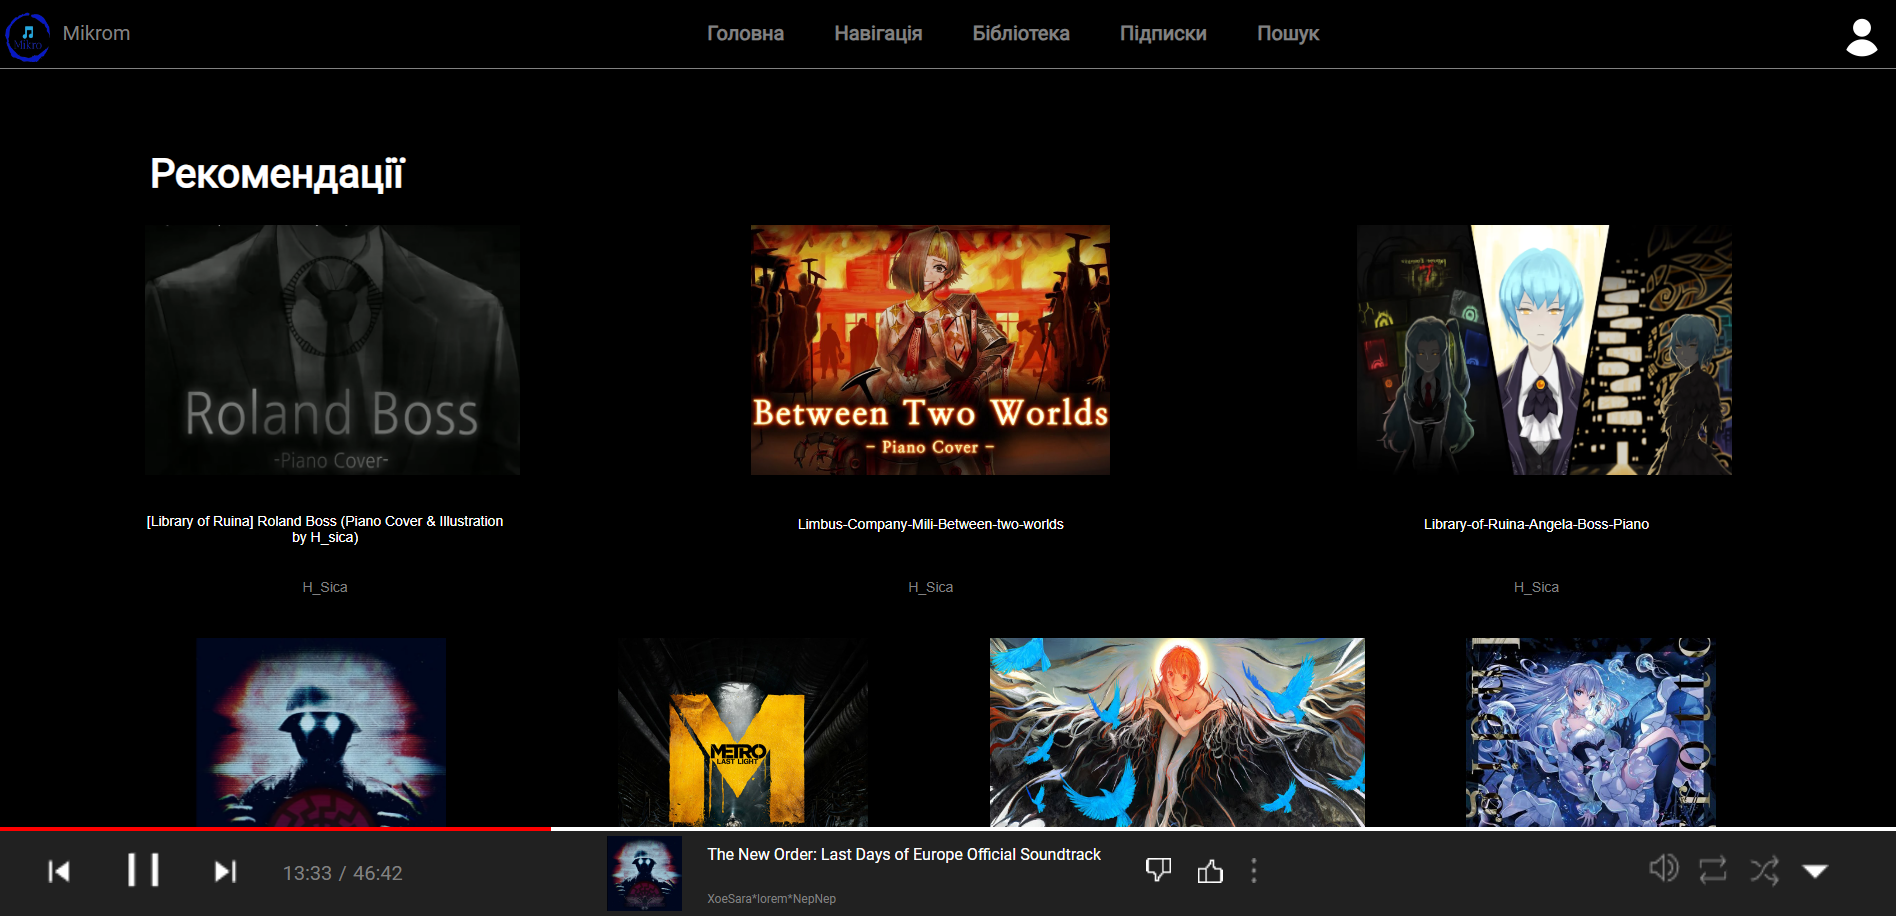 Mikro
Mikrom
Головна
Навігація
Бібліотека
Підписки
Пошук
Рекомендації
Roland Boss
-Piano Cover-
Between Two Worlds
- Piano Cover -
[Library of Ruina] Roland Boss (Piano Cover & Illustration
by H_sica)
Limbus-Company-Mili-Between-two-worlds
Library-of-Ruina-Angela-Boss-Piano
H_Sica
H_Sica
H_Sica
METRO
LAST LIGHT
13:33 / 46:42
The New Order: Last Days of Europe Official Soundtrack
XoeSara*lorem*NepNep